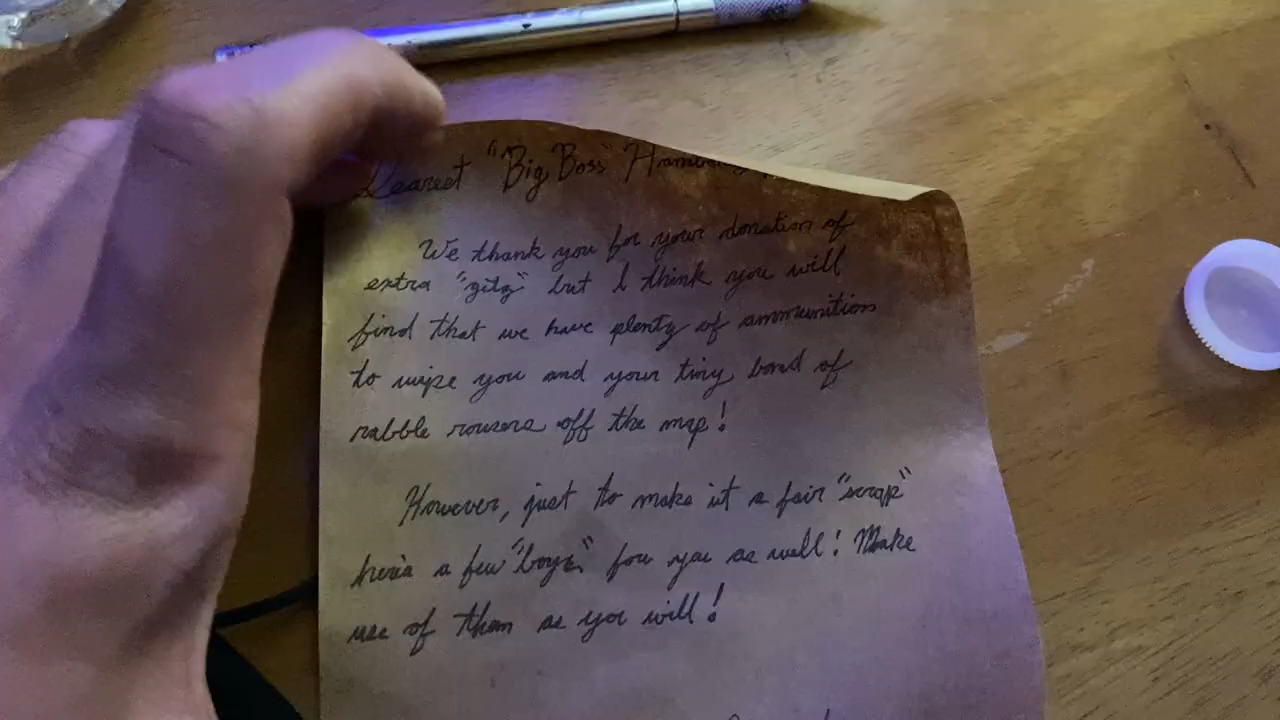 Dearest "Big Boss"
We thank you for your donation of
extra "gitz" but I think you will
find that we have plenty of ammunition
to wipe you and your tiny band of
rabble rousers off the map!
However, just to make it a fair "scrap"
here's a few "boyz" for you as well! Make
use of them as you will!